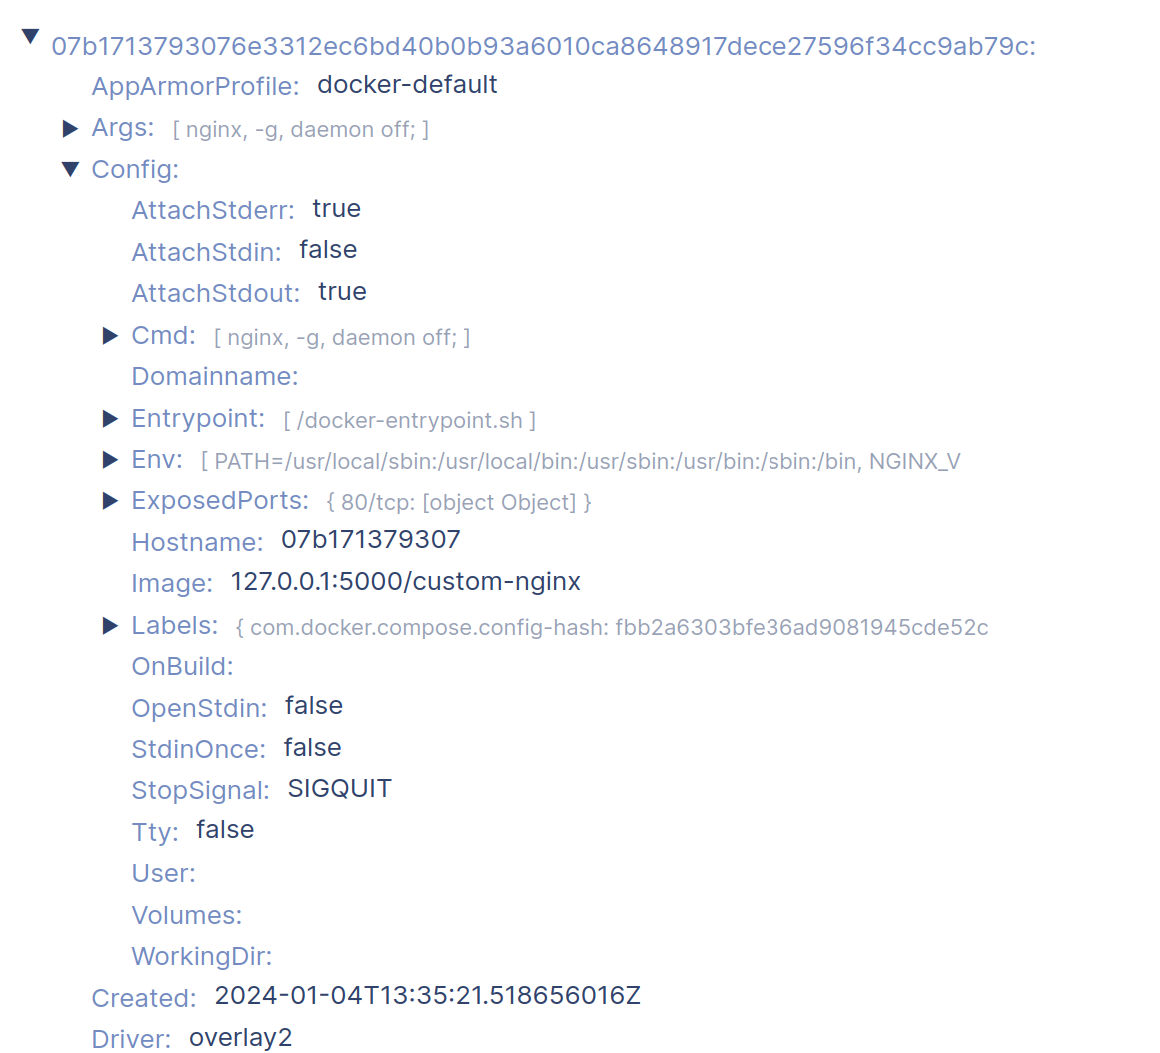 07b1713793076e3312ec6bd40b0b93a6010ca8648917dece27596f34cc9ab79c:
AppArmorProfile: docker-default
Args: [ nginx, -g, daemon off; ]
Config:
AttachStderr: true
AttachStdin: false
AttachStdout: true
Cmd: [ nginx, -g, daemon off; ]
Domainname:
Entrypoint: [ /docker-entrypoint.sh ]
Env: [ PATH=/usr/local/sbin:/usr/local/bin:/usr/sbin:/usr/bin:/sbin:/bin, NGINX_V
ExposedPorts: { 80/tcp: [object Object] }
Hostname: 07b171379307
Image: 127.0.0.1:5000/custom-nginx
Labels: { com.docker.compose.config-hash: fbb2a6303bfe36ad9081945cde52c
OnBuild:
OpenStdin: false
StdinOnce: false
StopSignal: SIGQUIT
Tty: false
User:
Volumes:
WorkingDir:
Created: 2024-01-04T13:35:21.518656016Z
Driver: overlay2